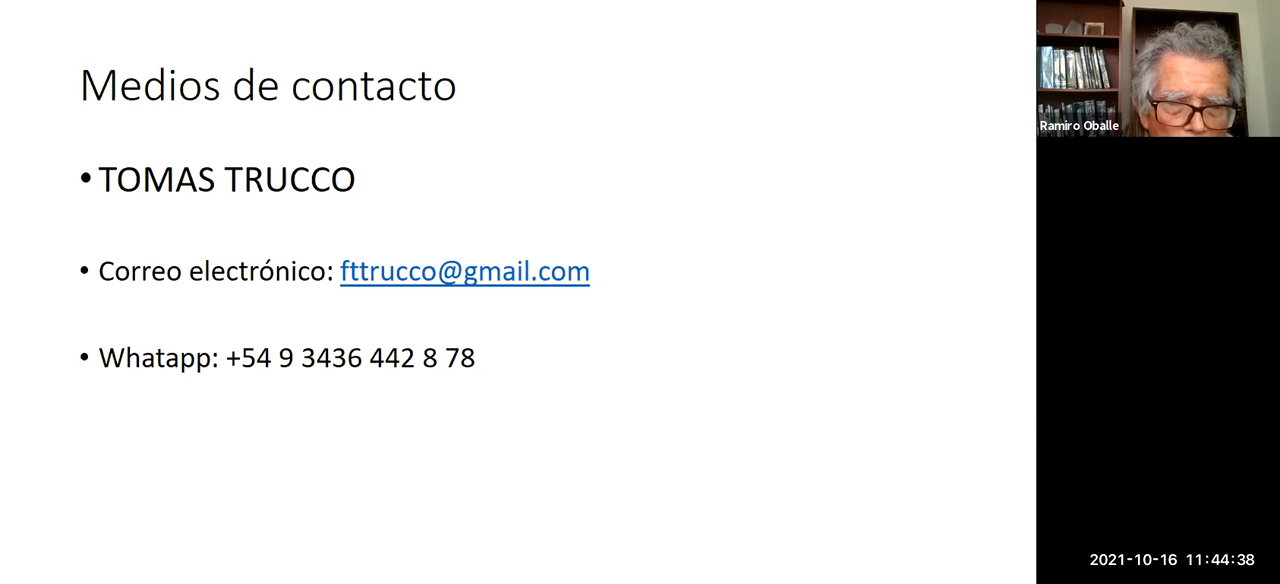 Medios de contacto
• TOMAS TRUCCO
• Correo electrónico: fttrucco@gmail.com
• Whatapp: +54 9 3436 442 8 78
Ramiro Oballe
2021-10-16 11:44:38